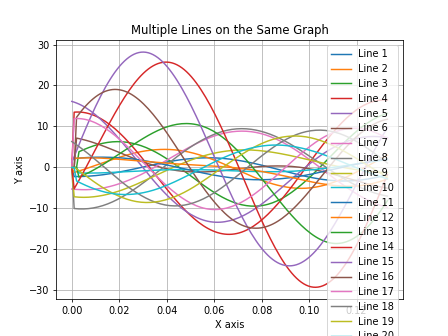 Multiple Lines on the Same Graph
Y axis
30
20
10
0
−10
−20
−30
0.00
0.02
0.04
0.06
0.08
0.10
X axis
Line 1
Line 2
Line 3
Line 4
Line 5
Line 6
Line 7
Line 8
Line 9
Line 10
Line 11
Line 12
Line 13
Line 14
Line 15
Line 16
Line 17
Line 18
Line 19
Line 20